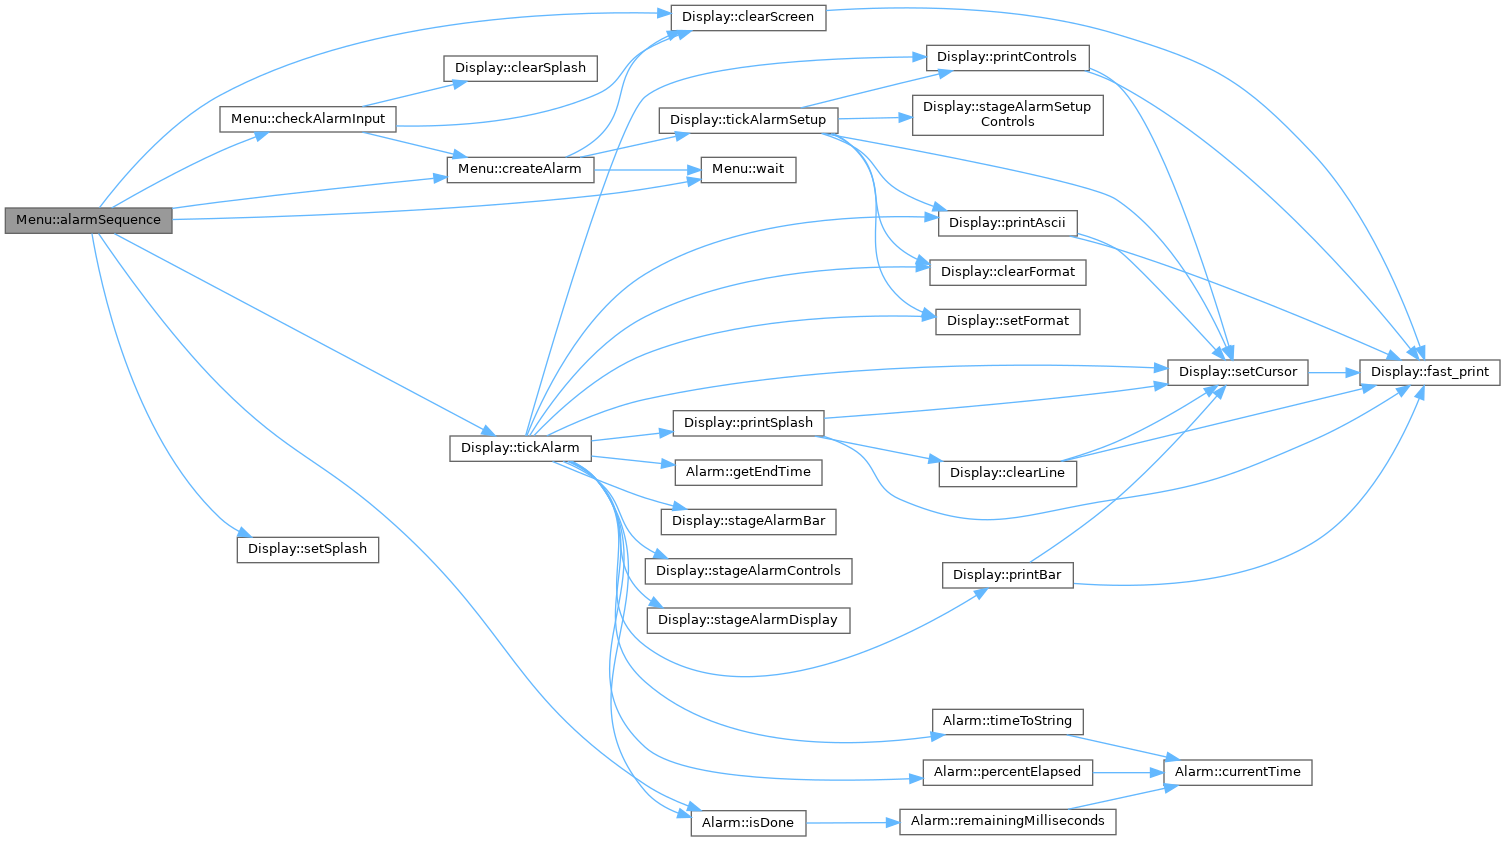 Display::clearScreen
Display::printControls
Display::clearSplash
Display::stageAlarmSetup
Controls
Menu::checkAlarmInput
Display::tickAlarmSetup
Menu::createAlarm
Menu::wait
Menu::alarmSequence
Display::printAscii
Display::clearFormat
Display::setFormat
Display::setCursor
Display::fast_print
Display::printSplash
Display::tickAlarm
Alarm::getEndTime
Display::clearLine
Display::stageAlarmBar
Display::setSplash
Display::stageAlarmControls
Display::printBar
Display::stageAlarmDisplay
Alarm::timeToString
Alarm::percentElapsed
Alarm::currentTime
Alarm::isDone
Alarm::remainingMilliseconds